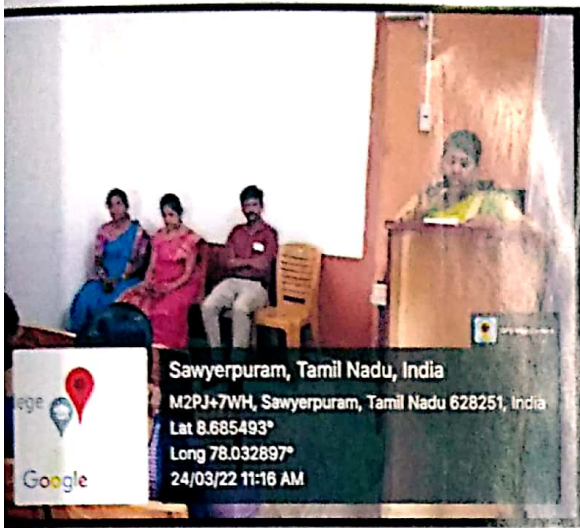 Sawyerpuram, Tamil Nadu, India
M2PJ+7WH, Sawyerpuram, Tamil Nadu 628251, India
Lat 8.685493°
Long 78.032897°
24/03/22 11:16 AM
ege
Google